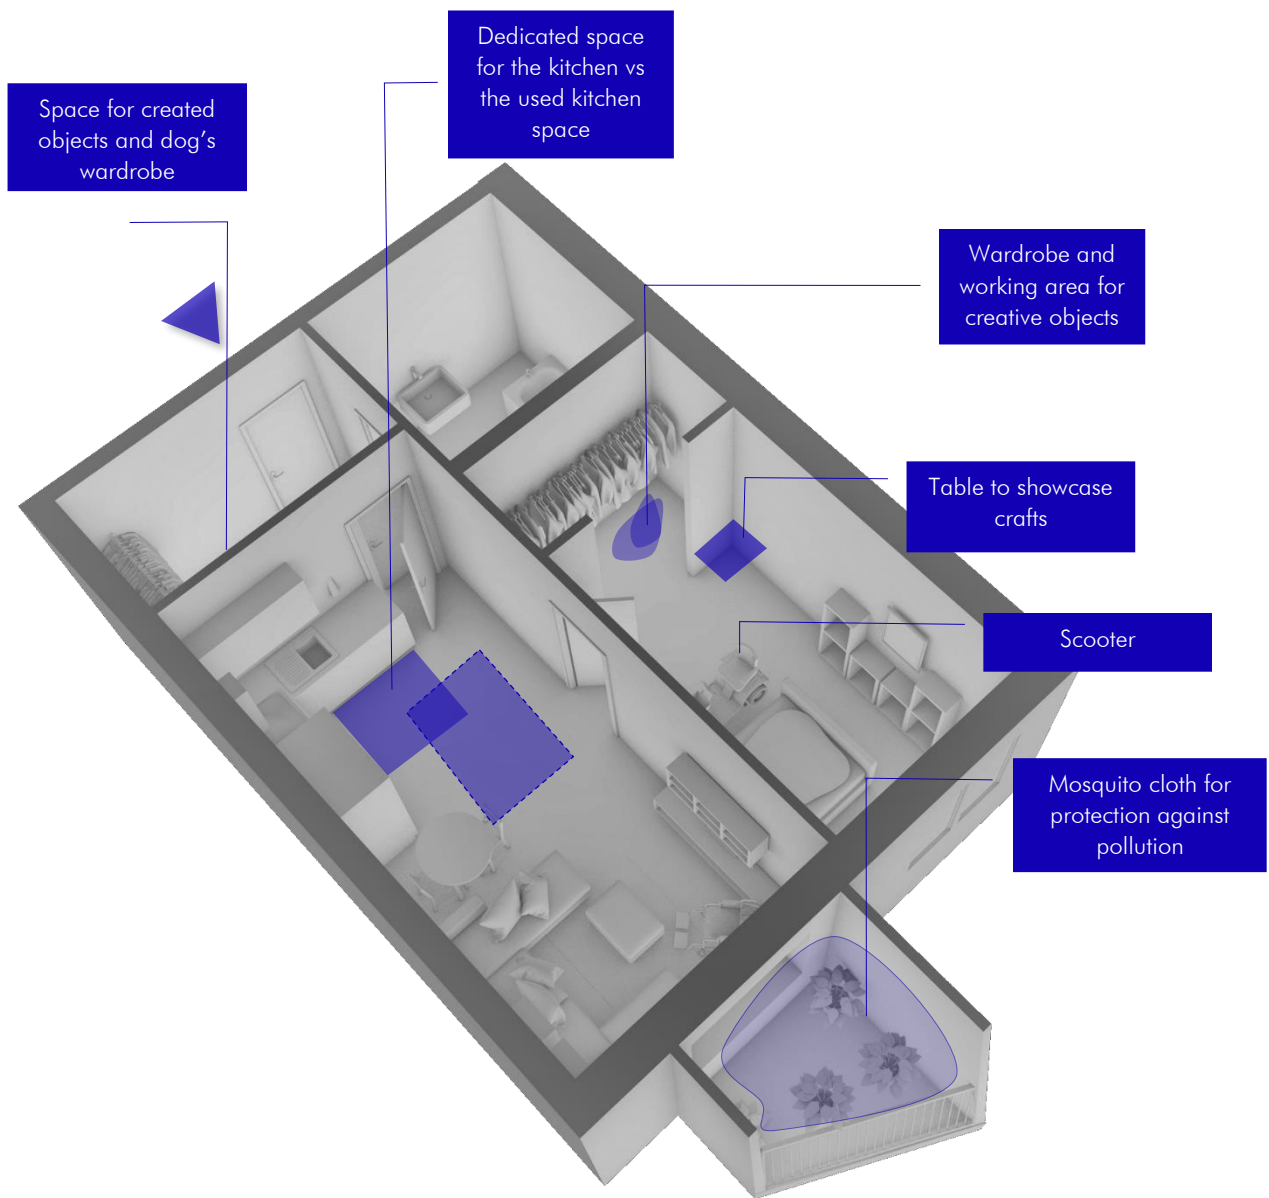 Dedicated space
for the kitchen vs
the used kitchen
space
Space for created
objects and dog’s
wardrobe
Wardrobe and
working area for
creative objects
Table to showcase
crafts
Scooter
Mosquito cloth for
protection against
pollution